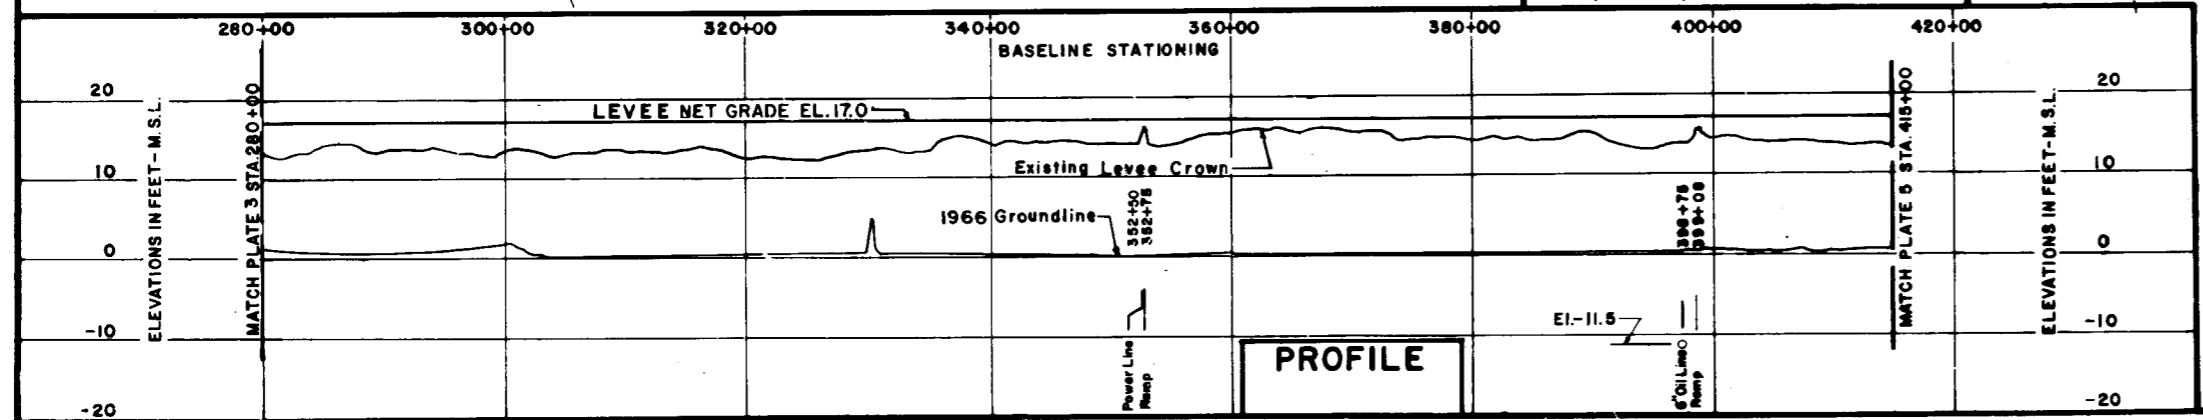 280+00 300+00 320+00 340+00 360+00 380+00 400+00 420+00
BASELINE STATIONING
20 20
LEVEE NET GRADE EL. 17.0
10 10
Existing Levee Crown
1966 Groundline
352+50
352+75
398+75
399+08
0 0
-10 -10
El.-11.5
-20 -20
ELEVATIONS IN FEET - M.S.L.
MATCH PLATE 3 STA. 280+00
Power Line
Ramp
PROFILE
6" Oil Line
Ramp
MATCH PLATE 5 STA. 415+00
ELEVATIONS IN FEET - M.S.L.